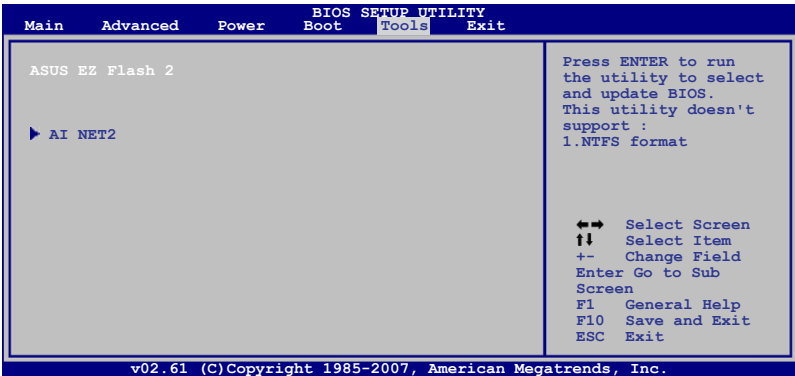 BIOS SETUP UTILITY
Main Advanced Power Boot Tools Exit
ASUS EZ Flash 2
AI NET2
Press ENTER to run
the utility to select
and update BIOS.
This utility doesn't
support :
1.NTFS format
Select Screen
Select Item
+- Change Field
Enter Go to Sub
Screen
F1 General Help
F10 Save and Exit
ESC Exit
v02.61 (C)Copyright 1985-2007, American Megatrends, Inc.